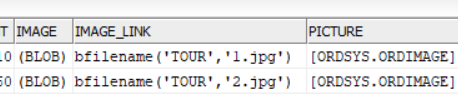 T IMAGE IMAGE_LINK PICTURE
10 (BLOB) bfilename('TOUR','1.jpg') [ORDSYS.ORDIMAGE]
50 (BLOB) bfilename('TOUR','2.jpg') [ORDSYS.ORDIMAGE]